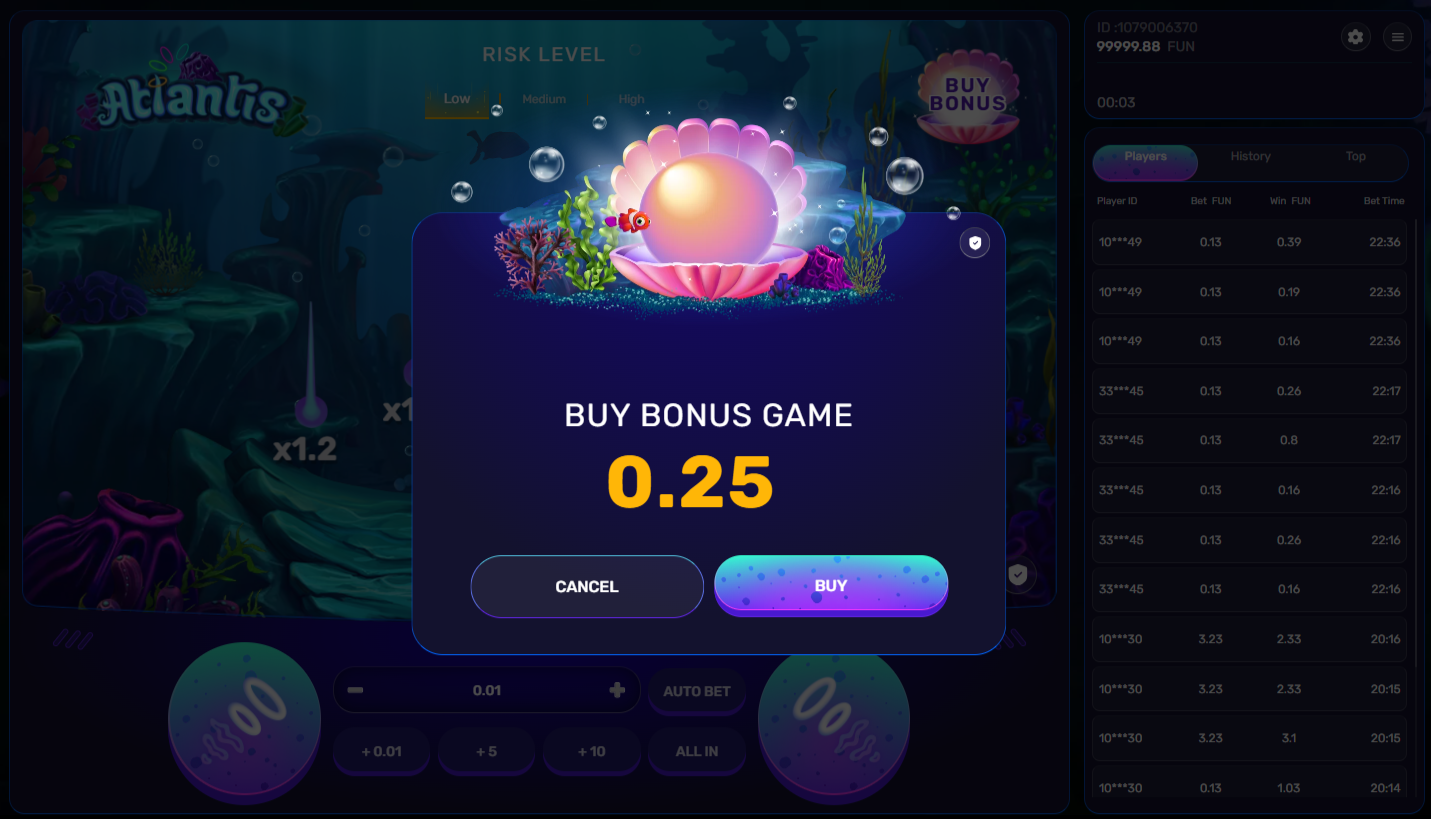 Atlantis
RISK LEVEL
Low Medium High
BUY
BONUS
x1.2
x1
BUY BONUS GAME
0.25
CANCEL BUY
0.01
AUTO BET
+ 0.01 + 5 + 10 ALL IN
ID :1079006370
99999.88 FUN
00:03
Players History Top
Player ID Bet FUN Win FUN Bet Time
10***49 0.13 0.39 22:36
10***49 0.13 0.19 22:36
10***49 0.13 0.16 22:36
33***45 0.13 0.26 22:17
33***45 0.13 0.8 22:17
33***45 0.13 0.16 22:16
33***45 0.13 0.26 22:16
33***45 0.13 0.16 22:16
10***30 3.23 2.33 20:16
10***30 3.23 2.33 20:15
10***30 3.23 3.1 20:15
10***30 0.13 1.03 20:14